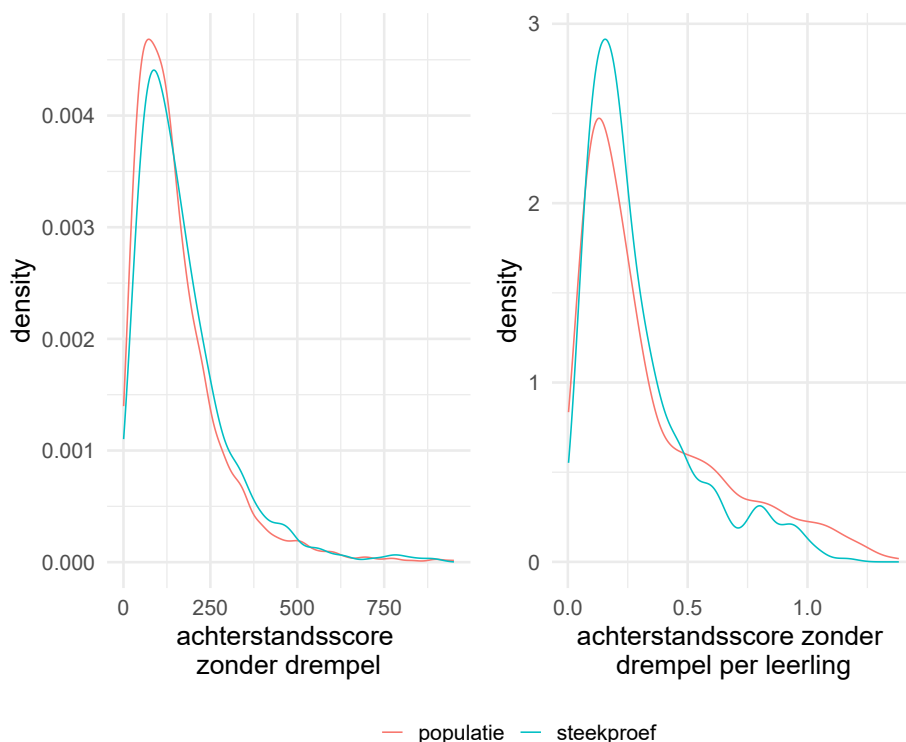 density
0.004
0.003
0.002
0.001
0.000
0
250
500
750
achterstandsscore
zonder drempel
density
3
2
1
0
0.0
0.5
1.0
achterstandsscore zonder
drempel per leerling
populatie
steekproef